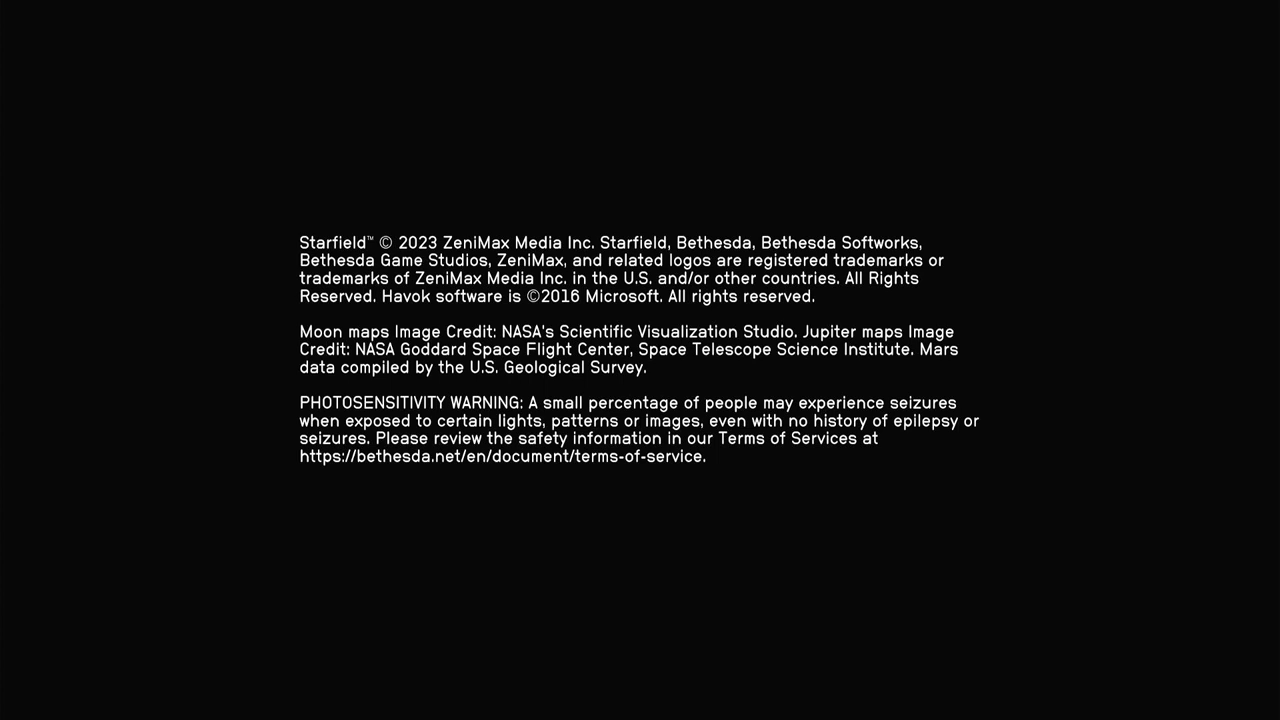 Starfield™ © 2023 ZeniMax Media Inc. Starfield, Bethesda, Bethesda Softworks,
Bethesda Game Studios, ZeniMax, and related logos are registered trademarks or
trademarks of ZeniMax Media Inc. in the U.S. and/or other countries. All Rights
Reserved. Havok software is ©2016 Microsoft. All rights reserved.
Moon maps Image Credit: NASA's Scientific Visualization Studio. Jupiter maps Image
Credit: NASA Goddard Space Flight Center, Space Telescope Science Institute. Mars
data compiled by the U.S. Geological Survey.
PHOTOSENSITIVITY WARNING: A small percentage of people may experience seizures
when exposed to certain lights, patterns or images, even with no history of epilepsy or
seizures. Please review the safety information in our Terms of Services at
https://bethesda.net/en/document/terms-of-service.